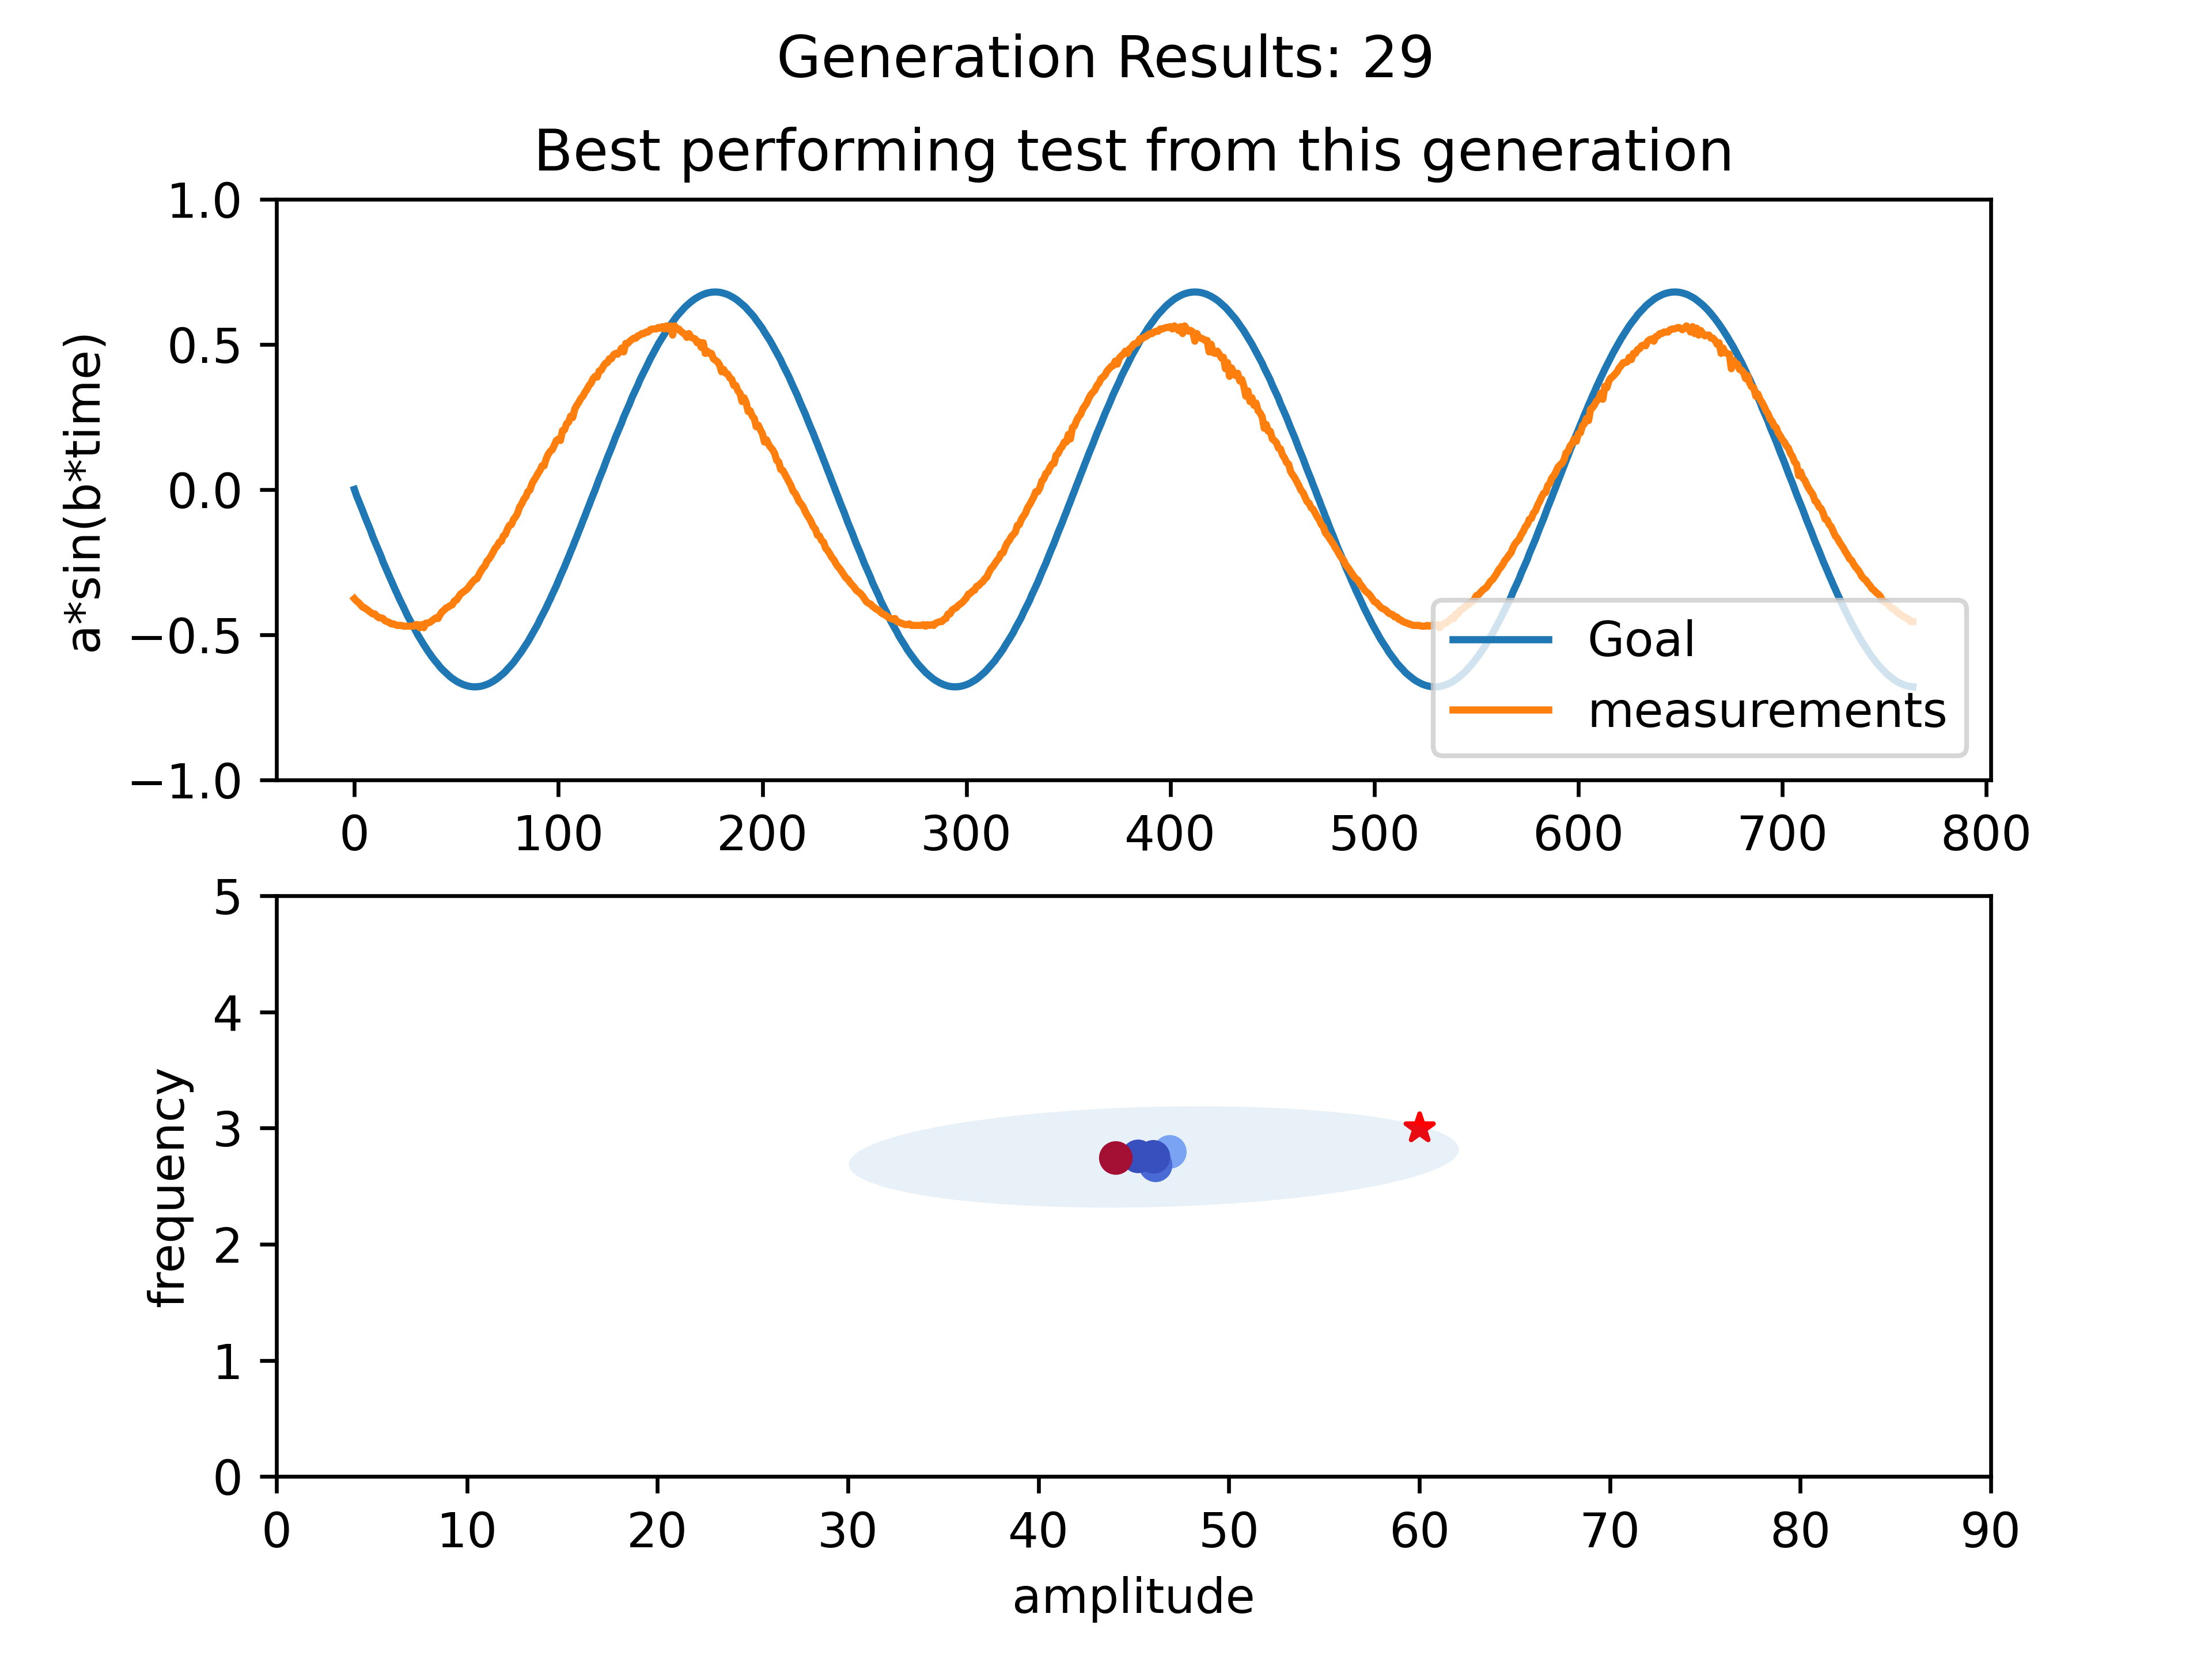 Generation Results: 29
Best performing test from this generation
a*sin(b*time)
1.0
0.5
0.0
−0.5
−1.0
Goal
measurements
0 100 200 300 400 500 600 700 800
frequency
5
4
3
2
1
0
0 10 20 30 40 50 60 70 80 90
amplitude